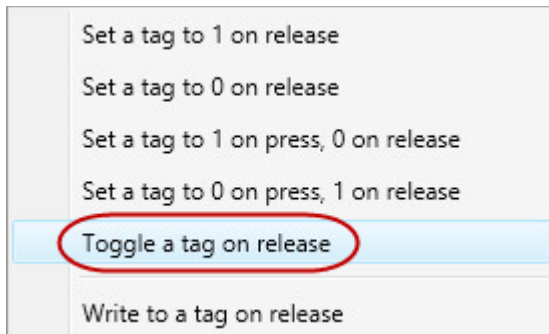 Set a tag to 1 on release
Set a tag to 0 on release
Set a tag to 1 on press, 0 on release
Set a tag to 0 on press, 1 on release
Toggle a tag on release
Write to a tag on release